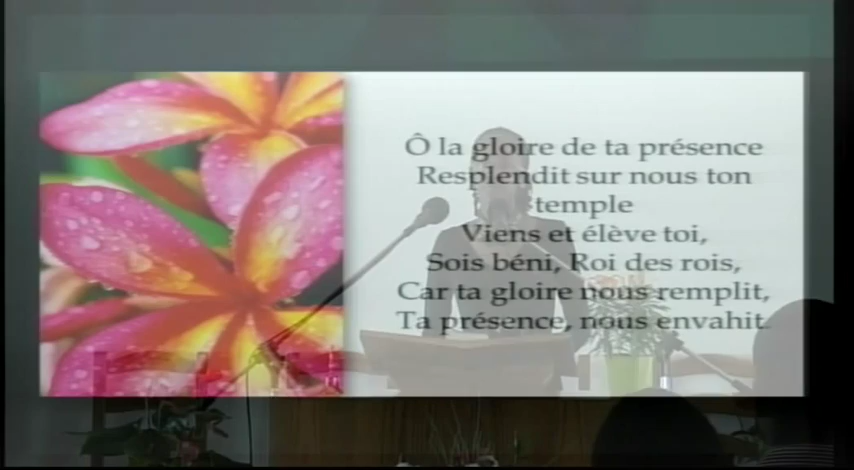 Ô la gloire de ta présence
Resplendit sur nous ton
temple
Viens et élève toi,
Sois béni, Roi des rois,
Car ta gloire nous remplit,
Ta présence, nous envahit.